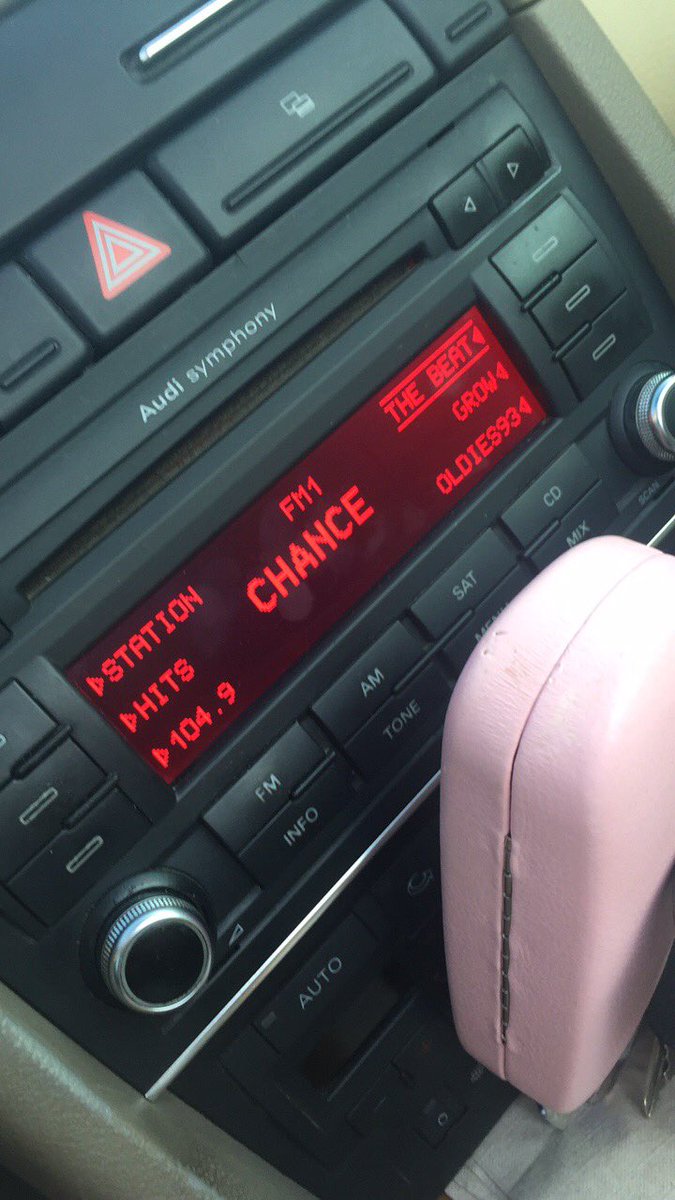 Audi symphony
THE BEAT
GROW
OLDIES93
FM1
CHANCE
STATION
HITS
104.9
CD
SCAN
MIX
SAT
AM
TONE
FM
INFO
AUTO